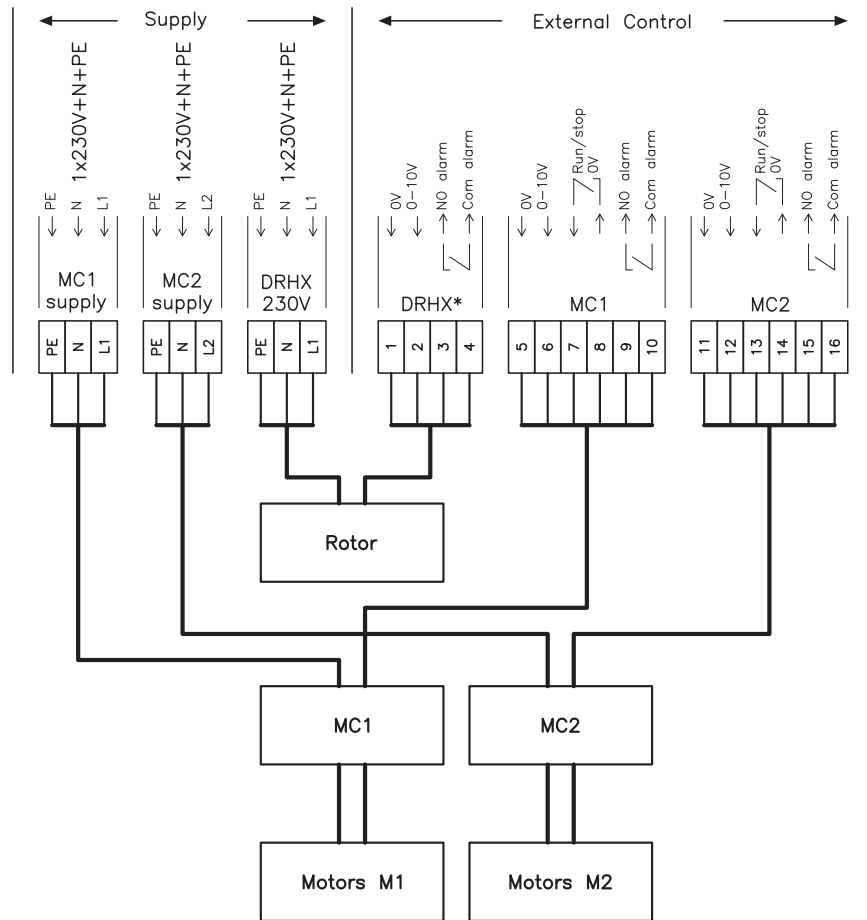 Supply
External Control
1x230V+N+PE
1x230V+N+PE
1x230V+N+PE
PE
N
L1
PE
N
L2
PE
N
L1
0V
0-10V
NO alarm
Com alarm
0V
0-10V
Run/stop
0V
NO alarm
Com alarm
0V
0-10V
Run/stop
0V
NO alarm
Com alarm
MC1
supply
MC2
supply
DRHX
230V
DRHX*
MC1
MC2
PE
N
L1
PE
N
L2
PE
N
L1
1
2
3
4
5
6
7
8
9
10
11
12
13
14
15
16
Rotor
MC1
MC2
Motors M1
Motors M2